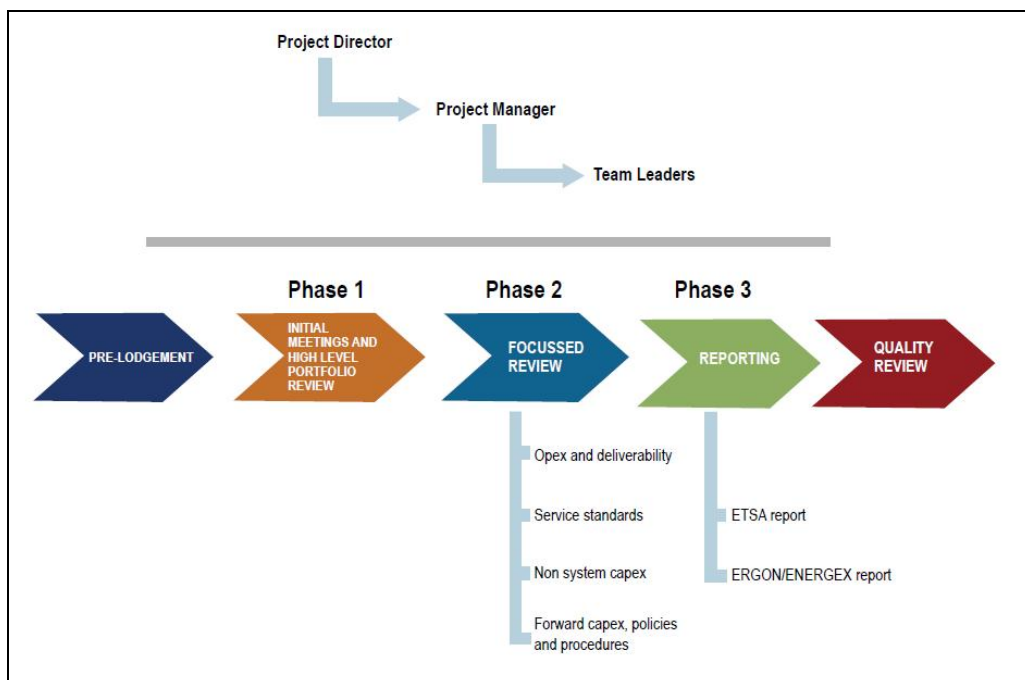 Project Director
Project Manager
Team Leaders
Phase 1
Phase 2
Phase 3
PRE-LODGEMENT
INITIAL
MEETINGS AND
HIGH LEVEL
PORTFOLIO
REVIEW
FOCUSSED
REVIEW
REPORTING
QUALITY
REVIEW
Opex and deliverability
Service standards
Non system capex
Forward capex, policies
and procedures
ETSA report
ERGON/ENERGEX report